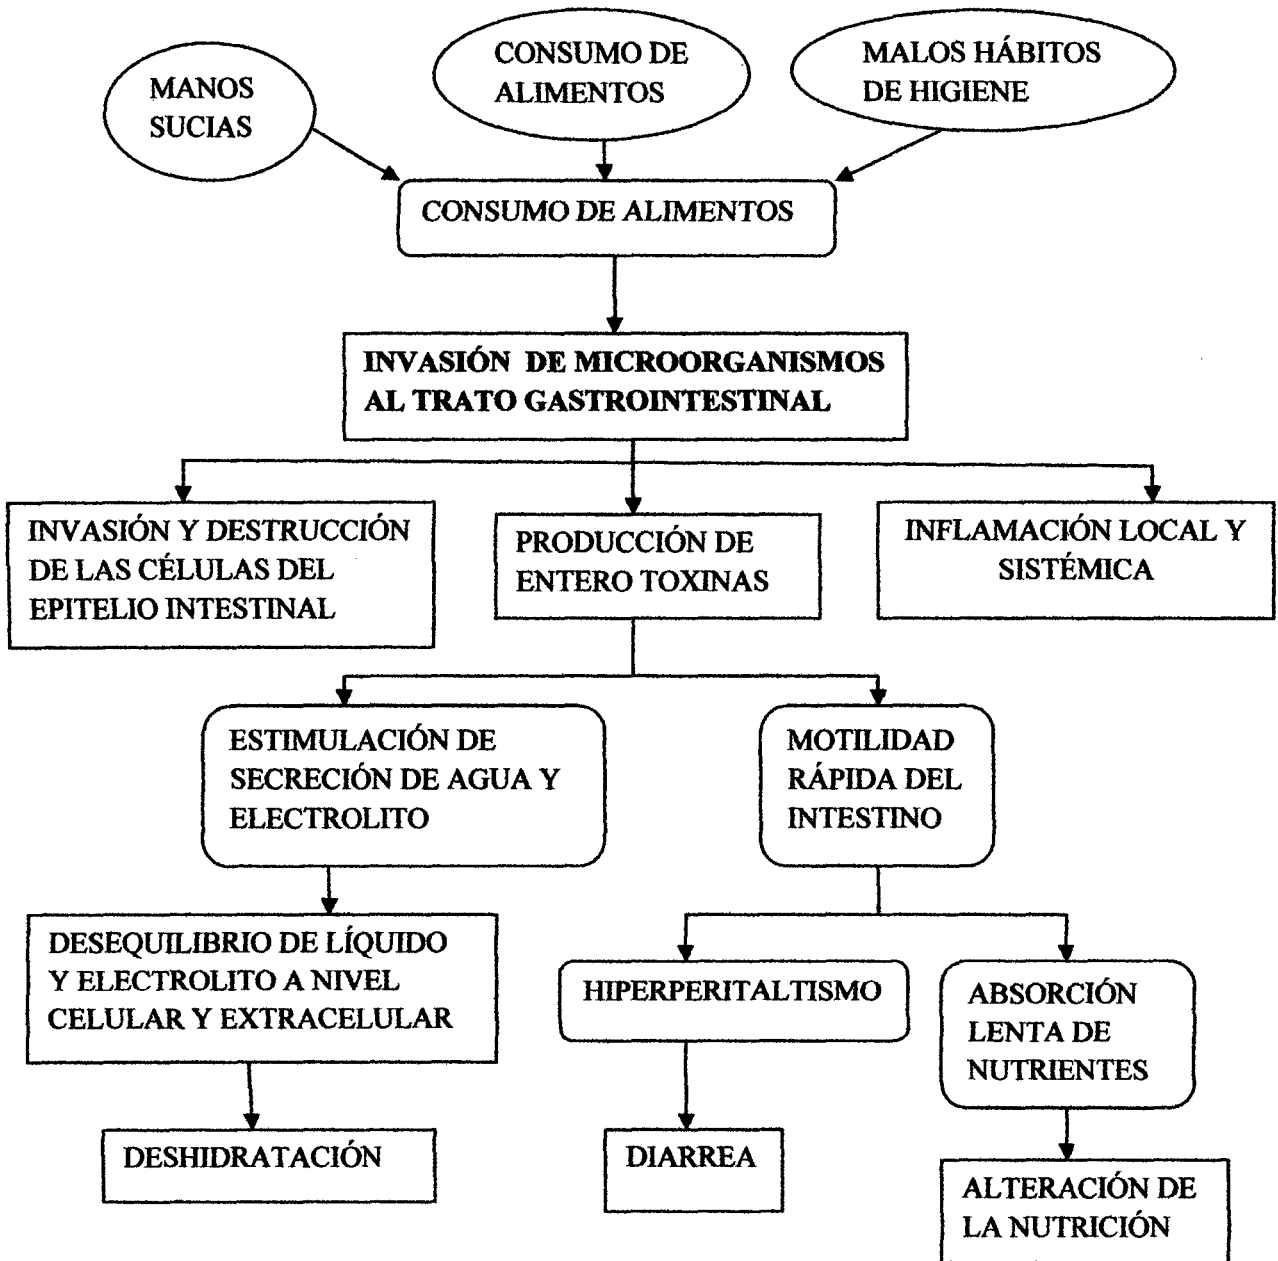 MANOS
SUCIAS
CONSUMO DE
ALIMENTOS
MALOS HÁBITOS
DE HIGIENE
CONSUMO DE ALIMENTOS
INVASIÓN DE MICROORGANISMOS
AL TRATO GASTROINTESTINAL
INVASIÓN Y DESTRUCCIÓN
DE LAS CÉLULAS DEL
EPITELIO INTESTINAL
PRODUCCIÓN DE
ENTERO TOXINAS
INFLAMACIÓN LOCAL Y
SISTÉMICA
ESTIMULACIÓN DE
SECRECIÓN DE AGUA Y
ELECTROLITO
MOTILIDAD
RÁPIDA DEL
INTESTINO
DESEQUILIBRIO DE LÍQUIDO
Y ELECTROLITO A NIVEL
CELULAR Y EXTRACELULAR
HIPERPERITALTISMO
ABSORCIÓN
LENTA DE
NUTRIENTES
DESHIDRATACIÓN
DIARREA
ALTERACIÓN DE
LA NUTRICIÓN